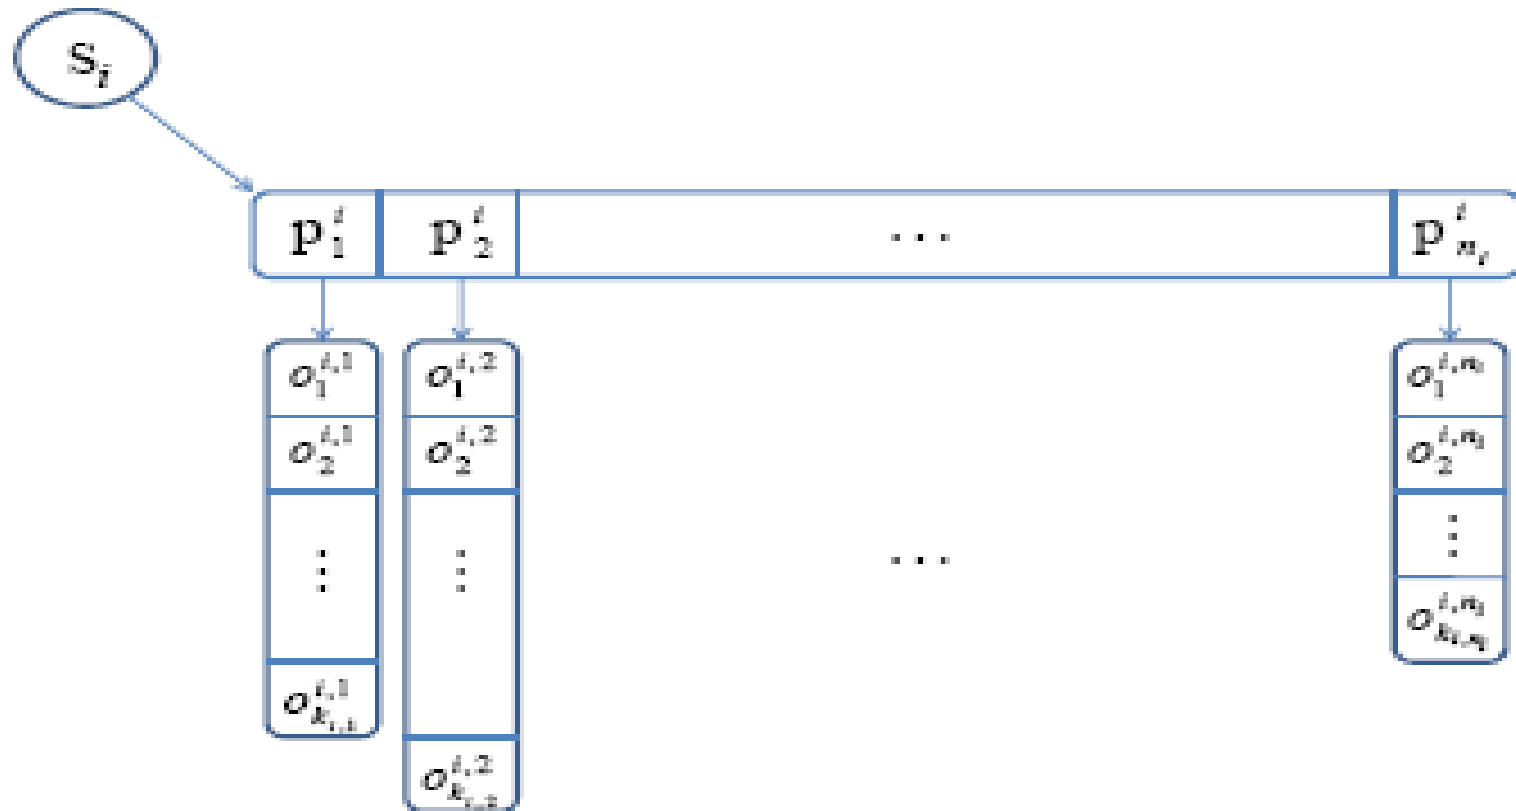 S_i
p_1^i p_2^i ... p_{n_i}^i
o_1^{i,1} o_1^{i,2} o_1^{i,n_i}
o_2^{i,1} o_2^{i,2} o_2^{i,n_i}
⋮ ⋮ ... ⋮
o_{k_{i,n_i}}^{i,n_i}
o_{k_{i,1}}^{i,1}
o_{k_{i,2}}^{i,2}